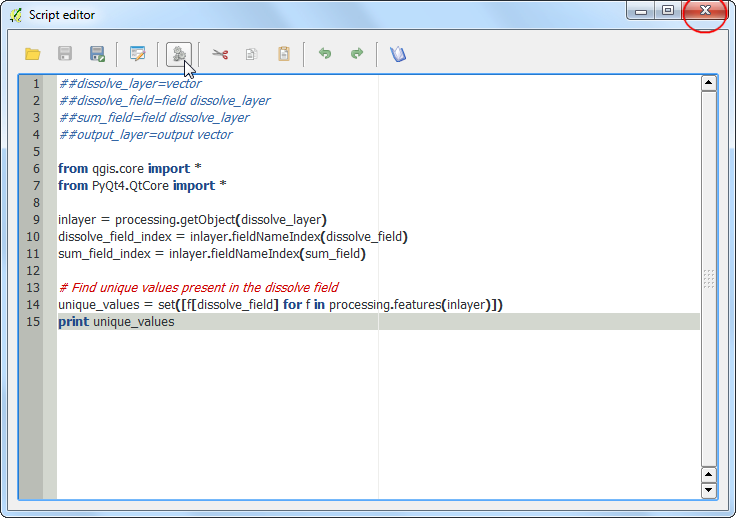 Script editor
1 ##dissolve_layer=vector
2 ##dissolve_field=field dissolve_layer
3 ##sum_field=field dissolve_layer
4 ##output_layer=output vector
5
6 from qgis.core import *
7 from PyQt4.QtCore import *
8
9 inlayer = processing.getObject(dissolve_layer)
10 dissolve_field_index = inlayer.fieldNameIndex(dissolve_field)
11 sum_field_index = inlayer.fieldNameIndex(sum_field)
12
13 # Find unique values present in the dissolve field
14 unique_values = set([f[dissolve_field] for f in processing.features(inlayer)])
15 print unique_values